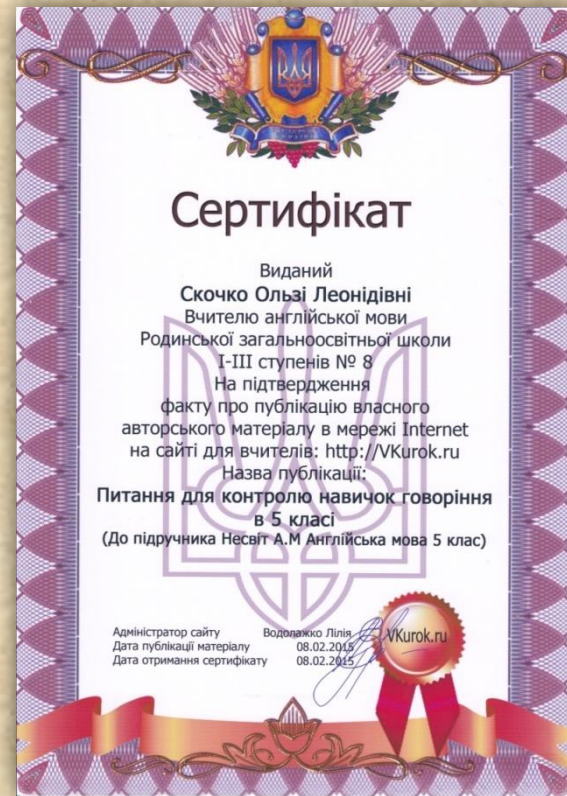 Сертифікат
Виданий
Скочко Ользі Леонідівні
Вчителю англійської мови
Родинської загальноосвітньої школи
І-ІІІ ступенів № 8
На підтвердження
факту про публікацію власного
авторського матеріалу в мережі Internet
на сайті для вчителів: http://VKurok.ru
Назва публікації:
Питання для контролю навичок говоріння
в 5 класі
(До підручника Несвіт А.М Англійська мова 5 клас)
Адміністратор сайту Водолажко Лілія
Дата публікації матеріалу 08.02.2015
Дата отримання сертифікату 08.02.2015
VKurok.ru